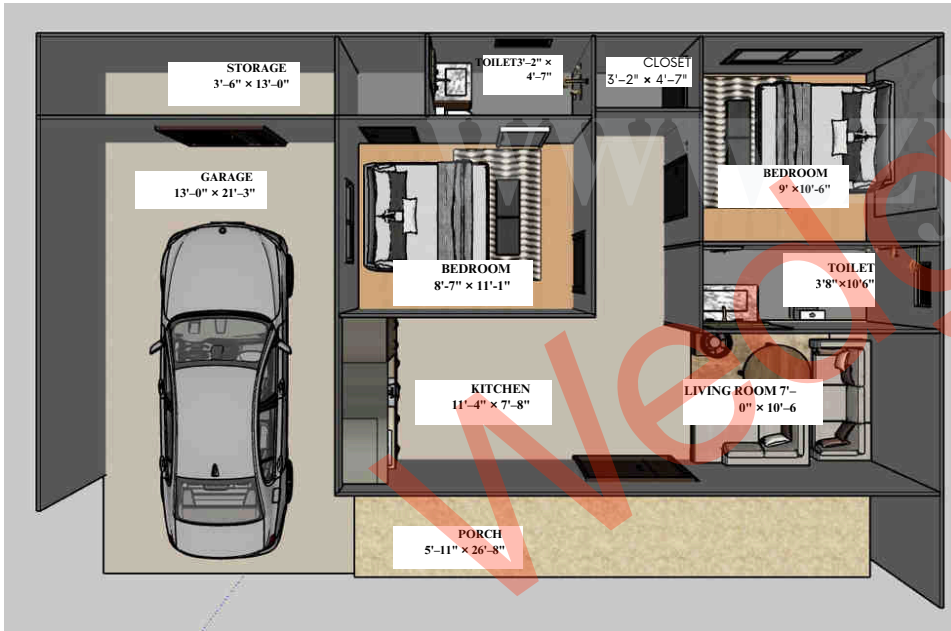 STORAGE
3'–6" × 13'–0"
TOILET3'–2" ×
4'–7"
CLOSET
3'–2" × 4'–7"
GARAGE
13'–0" × 21'–3"
BEDROOM
9' ×10'-6"
BEDROOM
8'-7" × 11'-1"
TOILET
3'8"×10'6"
KITCHEN
11'–4" × 7'–8"
LIVING ROOM 7'–
0" × 10'–6
PORCH
5'–11" × 26'–8"